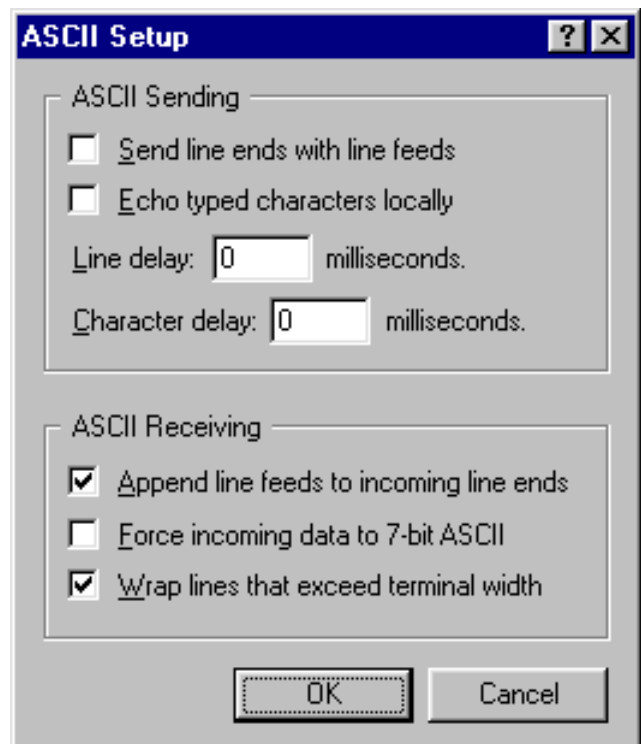 ASCII Setup ?
ASCII Sending
Send line ends with line feeds
Echo typed characters locally
Line delay: 0 milliseconds.
Character delay: 0 milliseconds.
ASCII Receiving
Append line feeds to incoming line ends
Force incoming data to 7-bit ASCII
Wrap lines that exceed terminal width
OK Cancel